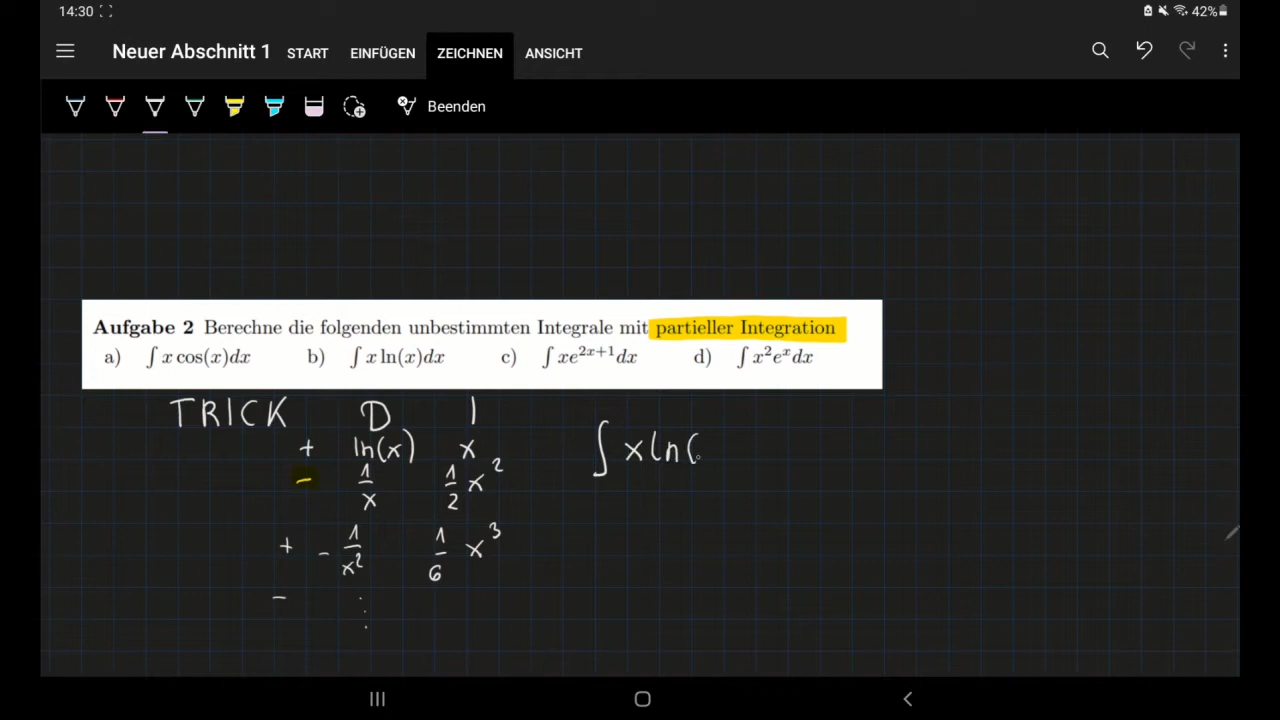 14:30 42%
Neuer Abschnitt 1 START EINFÜGEN ZEICHNEN ANSICHT
Beenden
Aufgabe 2 Berechne die folgenden unbestimmten Integrale mit partieller Integration
a) ∫ x cos(x)dx b) ∫ x ln(x)dx c) ∫ xe^{2x+1}dx d) ∫ x²e^x dx
TRICK D I
+ ln(x) x ∫ x ln(
- 1/x 1/2 x²
+ - 1/x² 1/6 x³
- ⋮